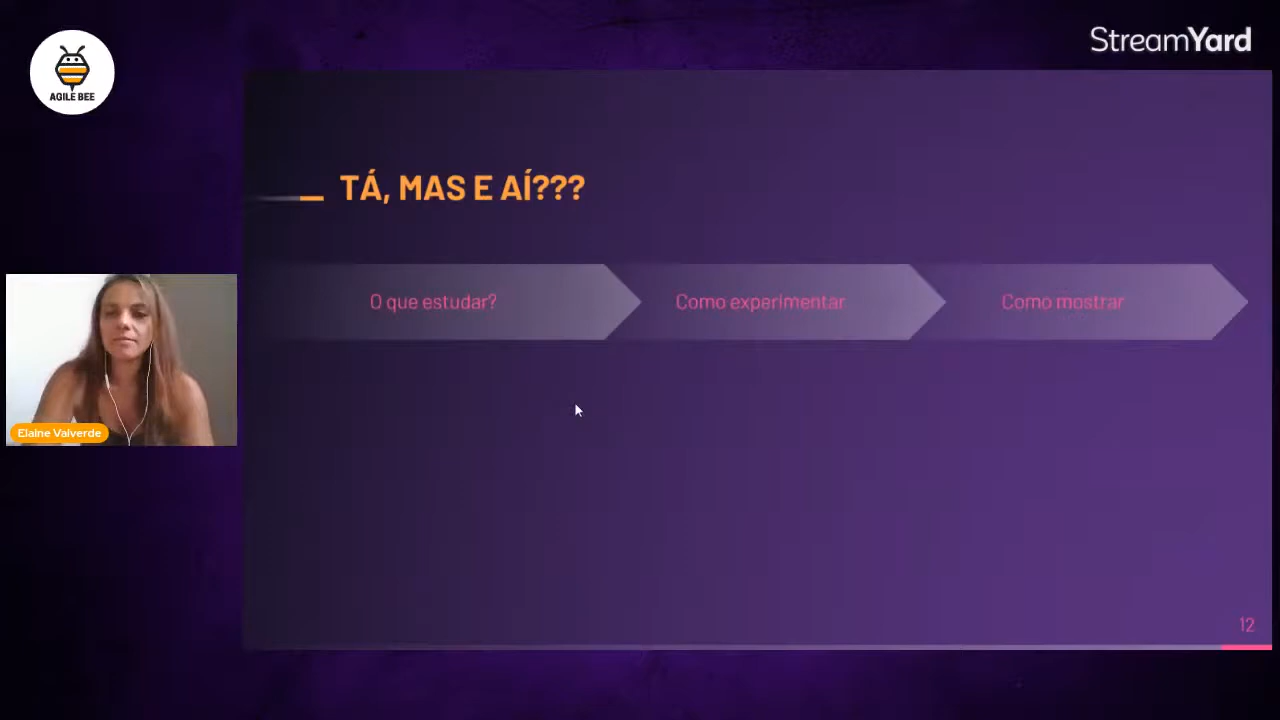 AGILE BEE
StreamYard
TÁ, MAS E AÍ???
O que estudar?
Como experimentar
Como mostrar
Elaine Valverde
12